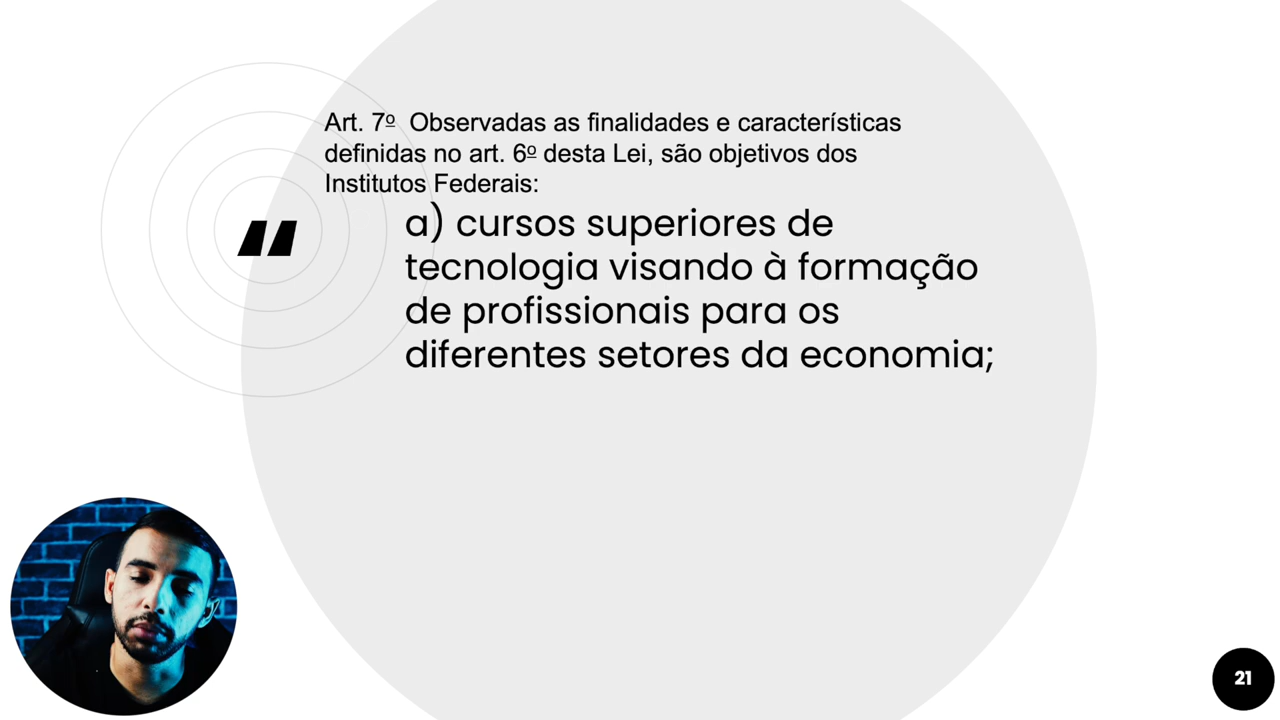 Art. 7º  Observadas as finalidades e características
definidas no art. 6º desta Lei, são objetivos dos
Institutos Federais:
“
a) cursos superiores de
tecnologia visando à formação
de profissionais para os
diferentes setores da economia;
21